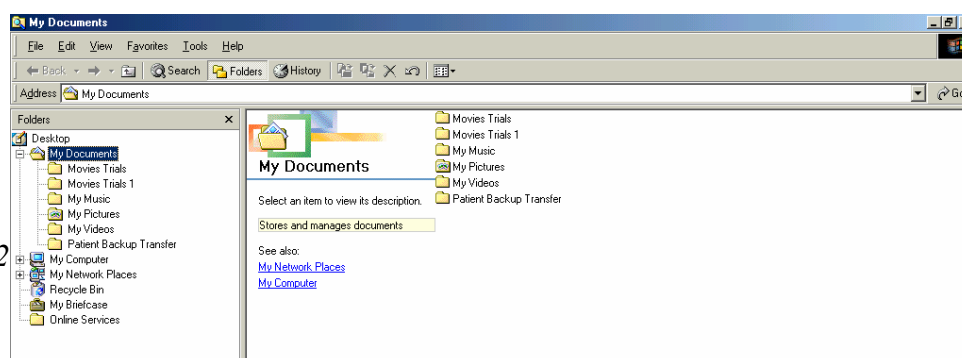 My Documents
File Edit View Favorites Tools Help
Back Search Folders History
Address My Documents Go
Folders
Desktop
My Documents
Movies Trials
Movies Trials 1
My Music
My Pictures
My Videos
Patient Backup Transfer
2
My Computer
My Network Places
Recycle Bin
My Briefcase
Online Services
My Documents
Select an item to view its description.
Stores and manages documents
See also:
My Network Places
My Computer
Movies Trials
Movies Trials 1
My Music
My Pictures
My Videos
Patient Backup Transfer